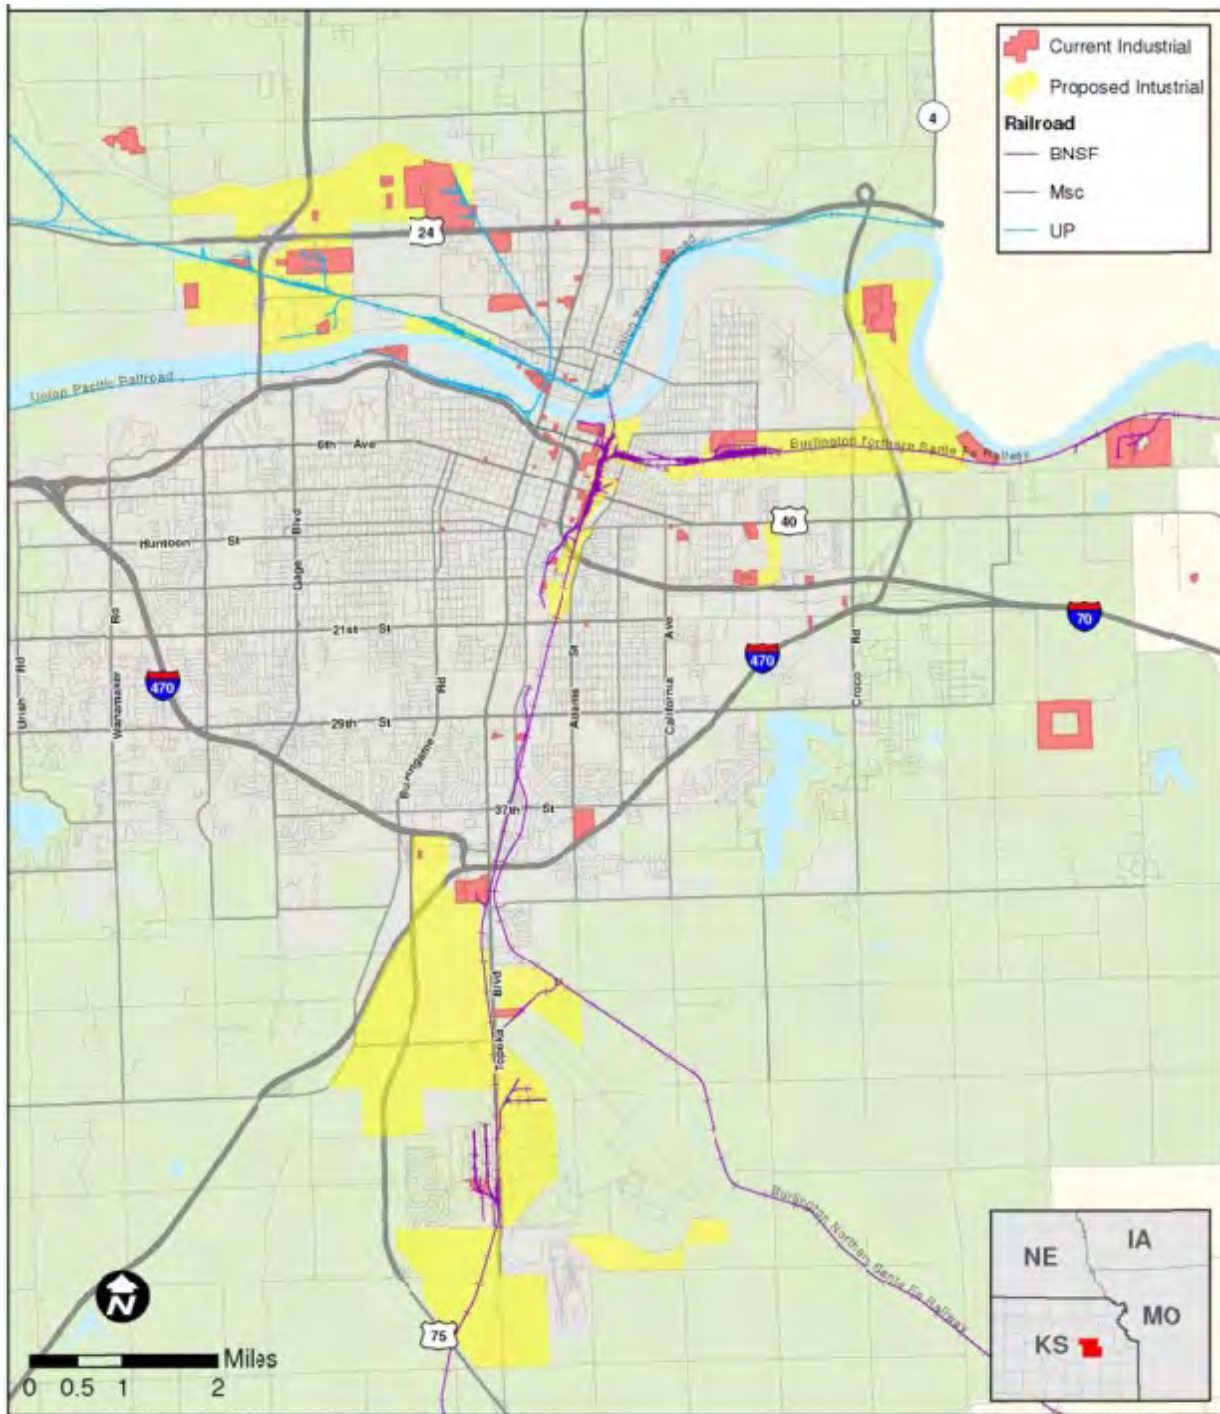 Current Industrial
Proposed Intustrial
Railroad
BNSF
Msc
UP
4
24
Union Pacific Railroad
Union Pacific Railroad
6th Ave
Burlington Northern Santa Fe Railway
40
Huntoon St
Gage Blvd
21st St
70
470
470
Urish Rd
Wanamaker Rd
Burlingame Rd
Adams St
California Ave
Croco Rd
29th St
37th St
Topeka Blvd
Burlington Northern Santa Fe Railway
75
N
Miles
0 0.5 1 2
NE
IA
KS
MO